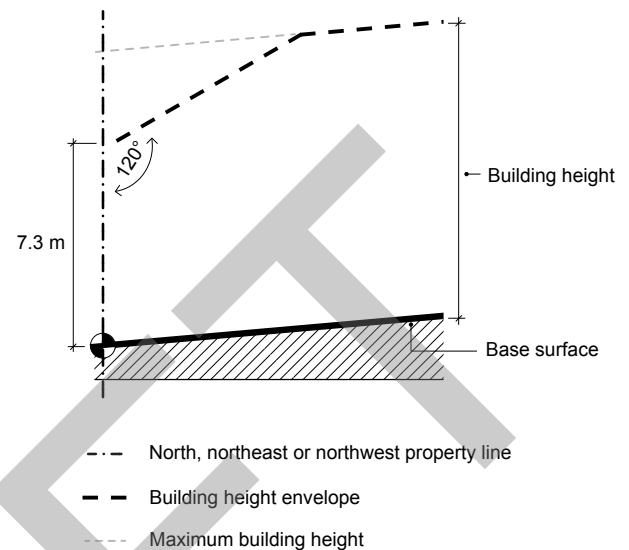 120°
Building height
7.3 m
Base surface
North, northeast or northwest property line
Building height envelope
Maximum building height